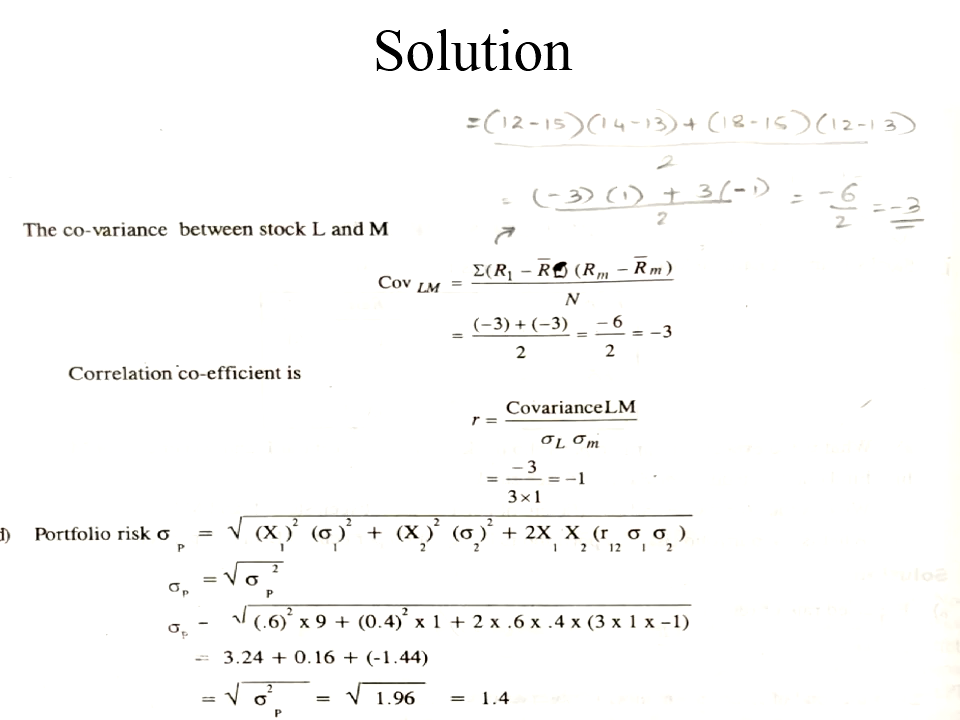 Solution
=(12-15)(14-13)+(18-15)(12-13)
2
= (-3)(1) + 3(-1) = -6 = -3
2 2
The co-variance between stock L and M
Cov LM = Σ(R₁ − R̅ ) (Rₘ − R̅ m)
N
= (−3) + (−3) = − 6 = −3
2 2
Correlation co-efficient is
r = Covariance LM
σL σm
= − 3 = −1
3 × 1
d) Portfolio risk σ P = √ (X₁)² (σ₁)² + (X₂)² (σ₂)² + 2X₁ X₂ (r₁₂ σ₁ σ₂)
σP = √ σP²
σP − √ (.6)² x 9 + (0.4)² x 1 + 2 x .6 x .4 x (3 x 1 x −1)
= 3.24 + 0.16 + (-1.44)
= √ σ²P = √ 1.96 = 1.4